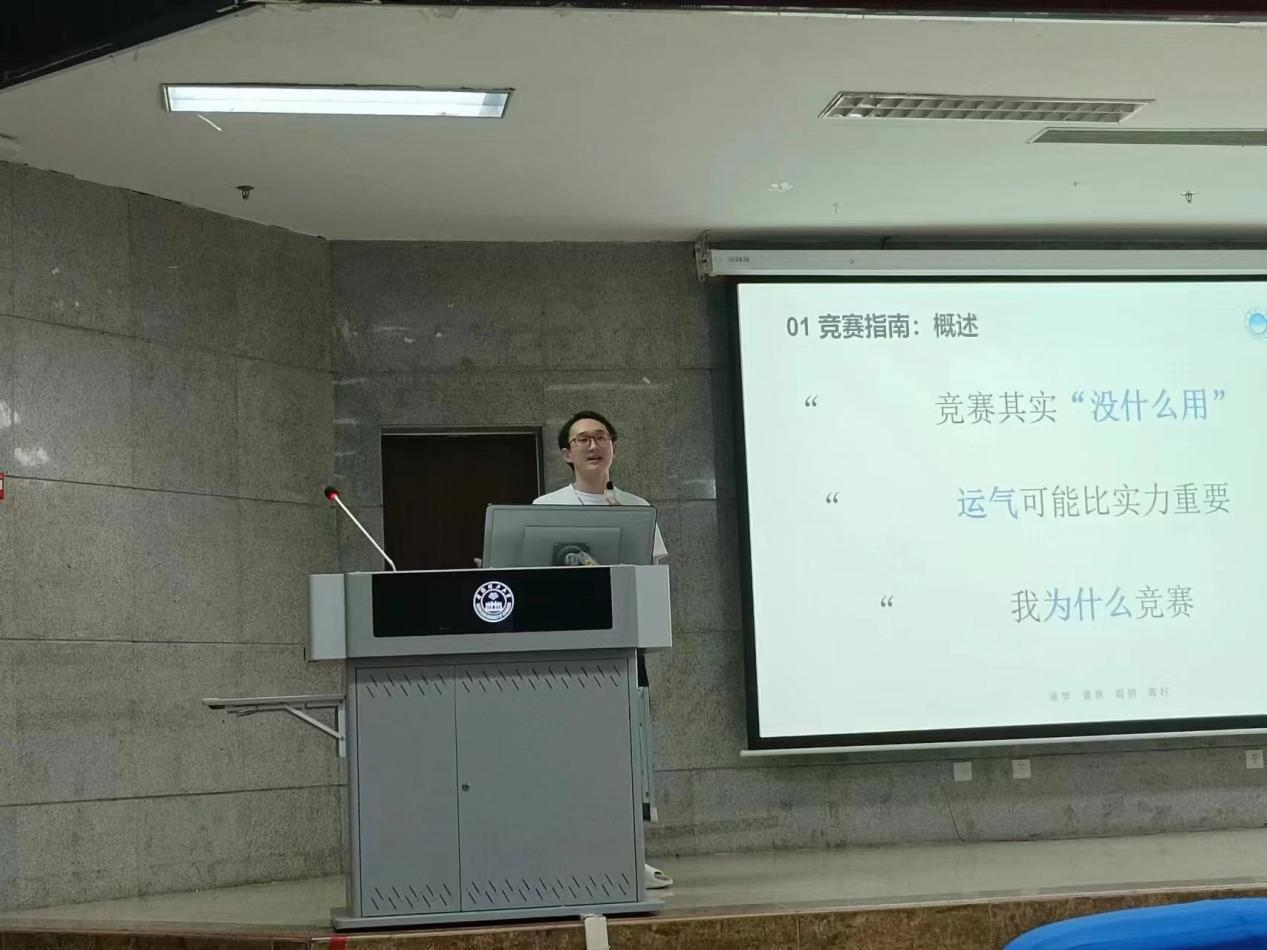 01 竞赛指南：概述
“ 竞赛其实“没什么用”
“ 运气可能比实力重要
“ 我为什么竞赛